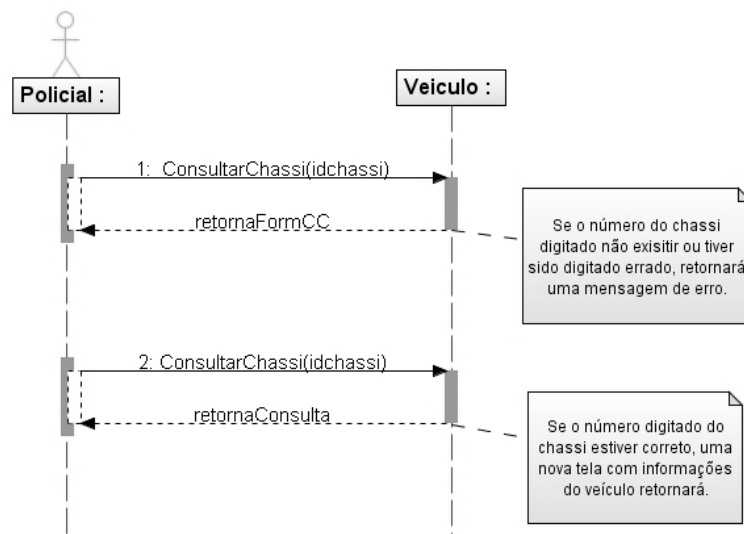 Policial :
Veiculo :
1: ConsultarChassi(idchassi)
retornaFormCC
Se o número do chassi
digitado não exisitir ou tiver
sido digitado errado, retornará
uma mensagem de erro.
2: ConsultarChassi(idchassi)
retornaConsulta
Se o número digitado do
chassi estiver correto, uma
nova tela com informações
do veículo retornará.